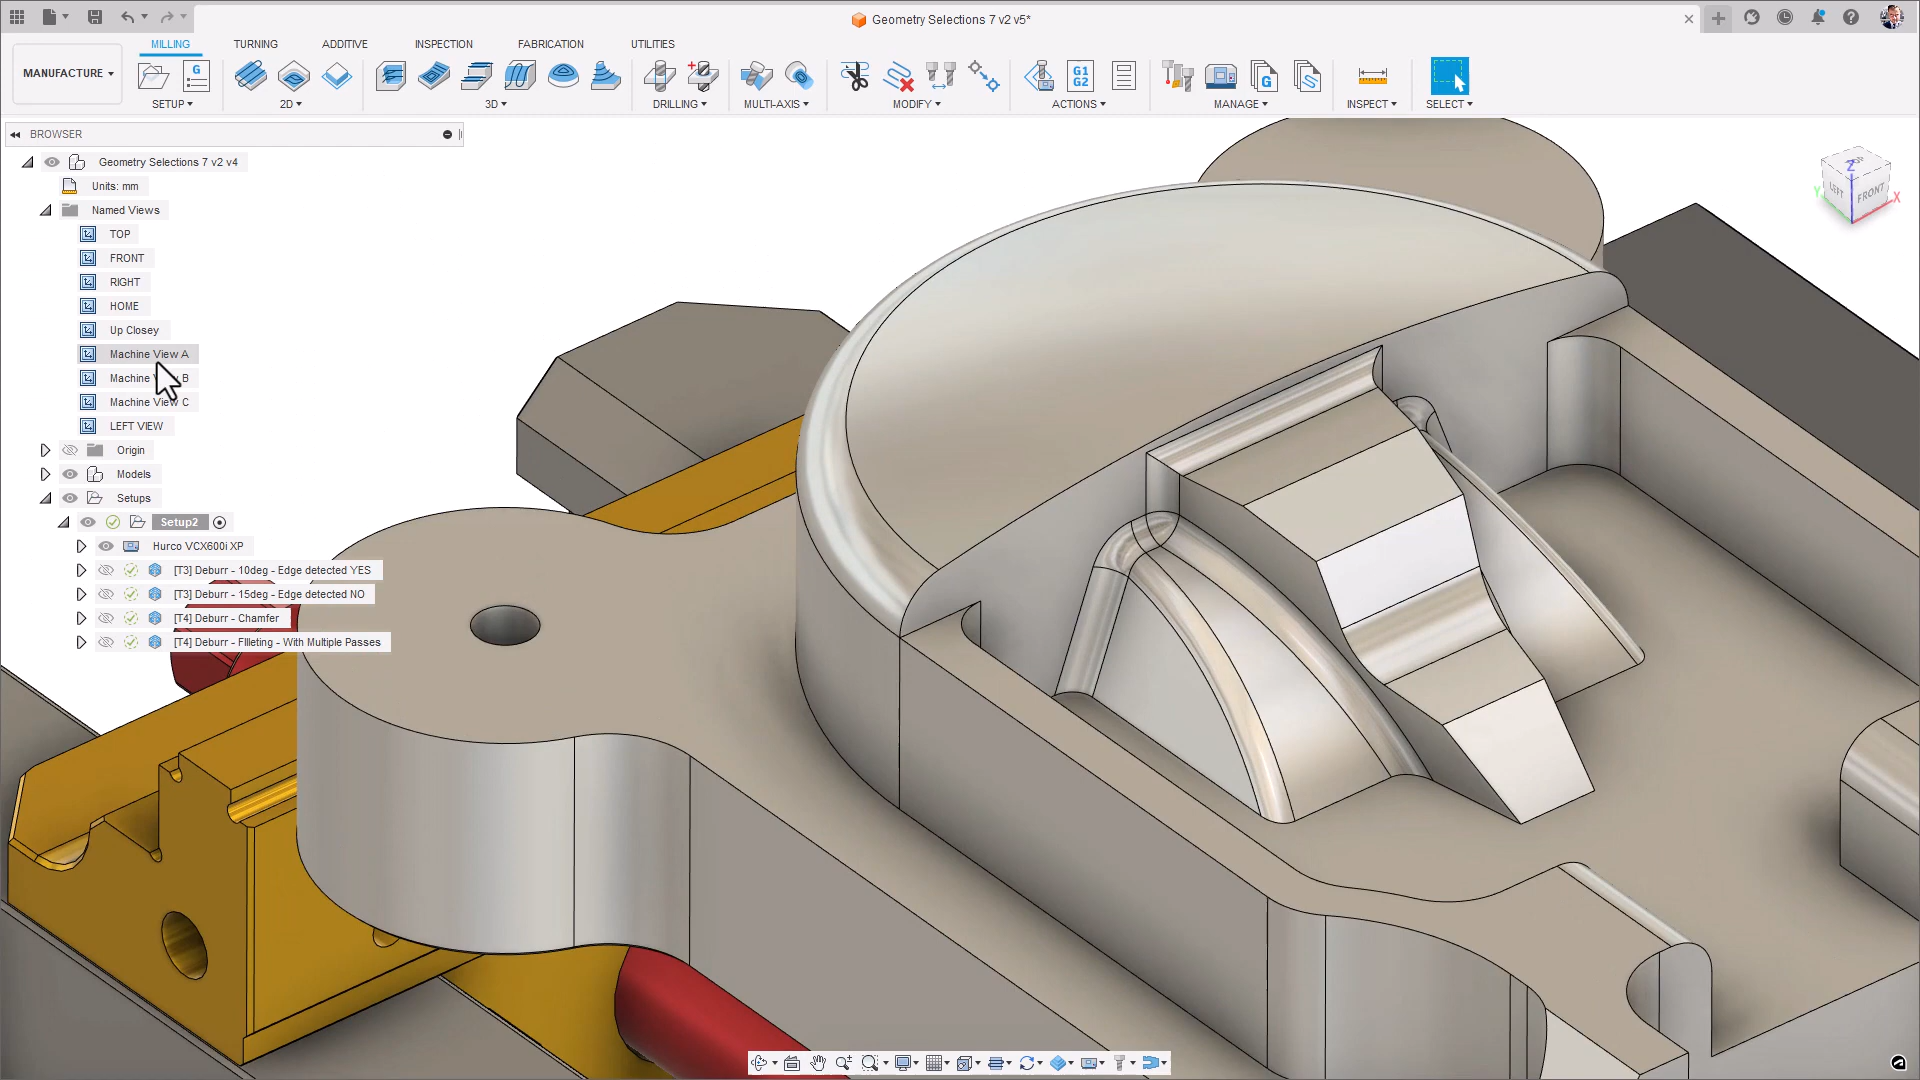 Geometry Selections 7 v2 v5*
MANUFACTURE
MILLING
TURNING
ADDITIVE
INSPECTION
FABRICATION
UTILITIES
G
G1
G2
G
SETUP
2D
3D
DRILLING
MULTI-AXIS
MODIFY
ACTIONS
MANAGE
INSPECT
SELECT
BROWSER
Geometry Selections 7 v2 v4
Units: mm
Named Views
TOP
FRONT
RIGHT
HOME
Up Closey
Machine View A
Machine B
Machine View C
LEFT VIEW
Origin
Models
Setups
Setup2
Hurco VCX600i XP
[T3] Deburr - 10deg - Edge detected YES
[T3] Deburr - 15deg - Edge detected NO
[T4] Deburr - Chamfer
[T4] Deburr - FIlleting - With Multiple Passes
Z
LEFT
FRONT
Y
X